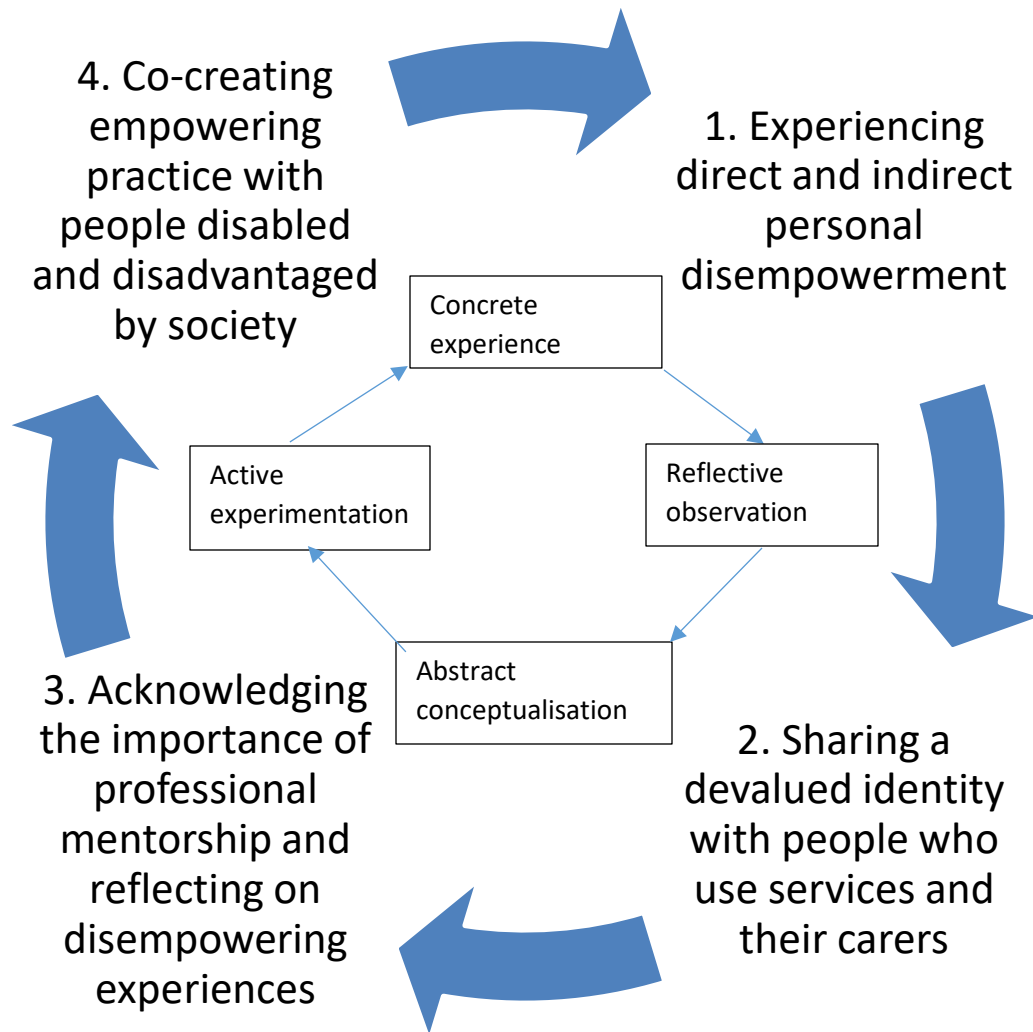 4. Co-creating
empowering
practice with
people disabled
and disadvantaged
by society
1. Experiencing
direct and indirect
personal
disempowerment
Concrete
experience
Active
experimentation
Reflective
observation
Abstract
conceptualisation
3. Acknowledging
the importance of
professional
mentorship and
reflecting on
disempowering
experiences
2. Sharing a
devalued identity
with people who
use services and
their carers